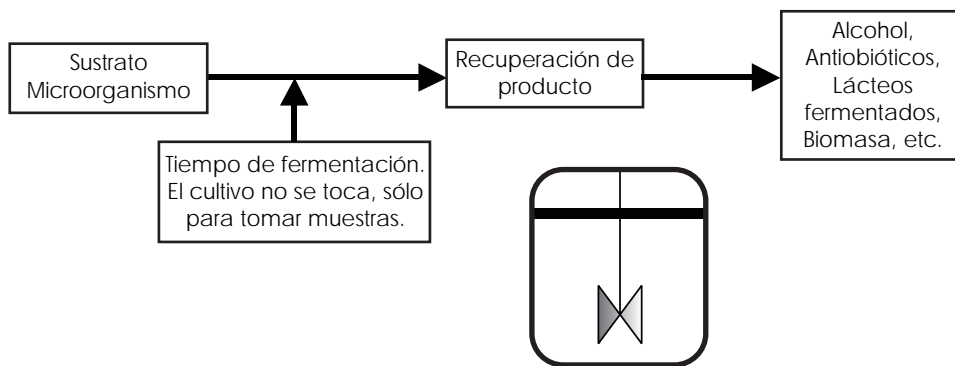 Sustrato
Microorganismo
Tiempo de fermentación.
El cultivo no se toca, sólo
para tomar muestras.
Recuperación de
producto
Alcohol,
Antiobióticos,
Lácteos
fermentados,
Biomasa, etc.